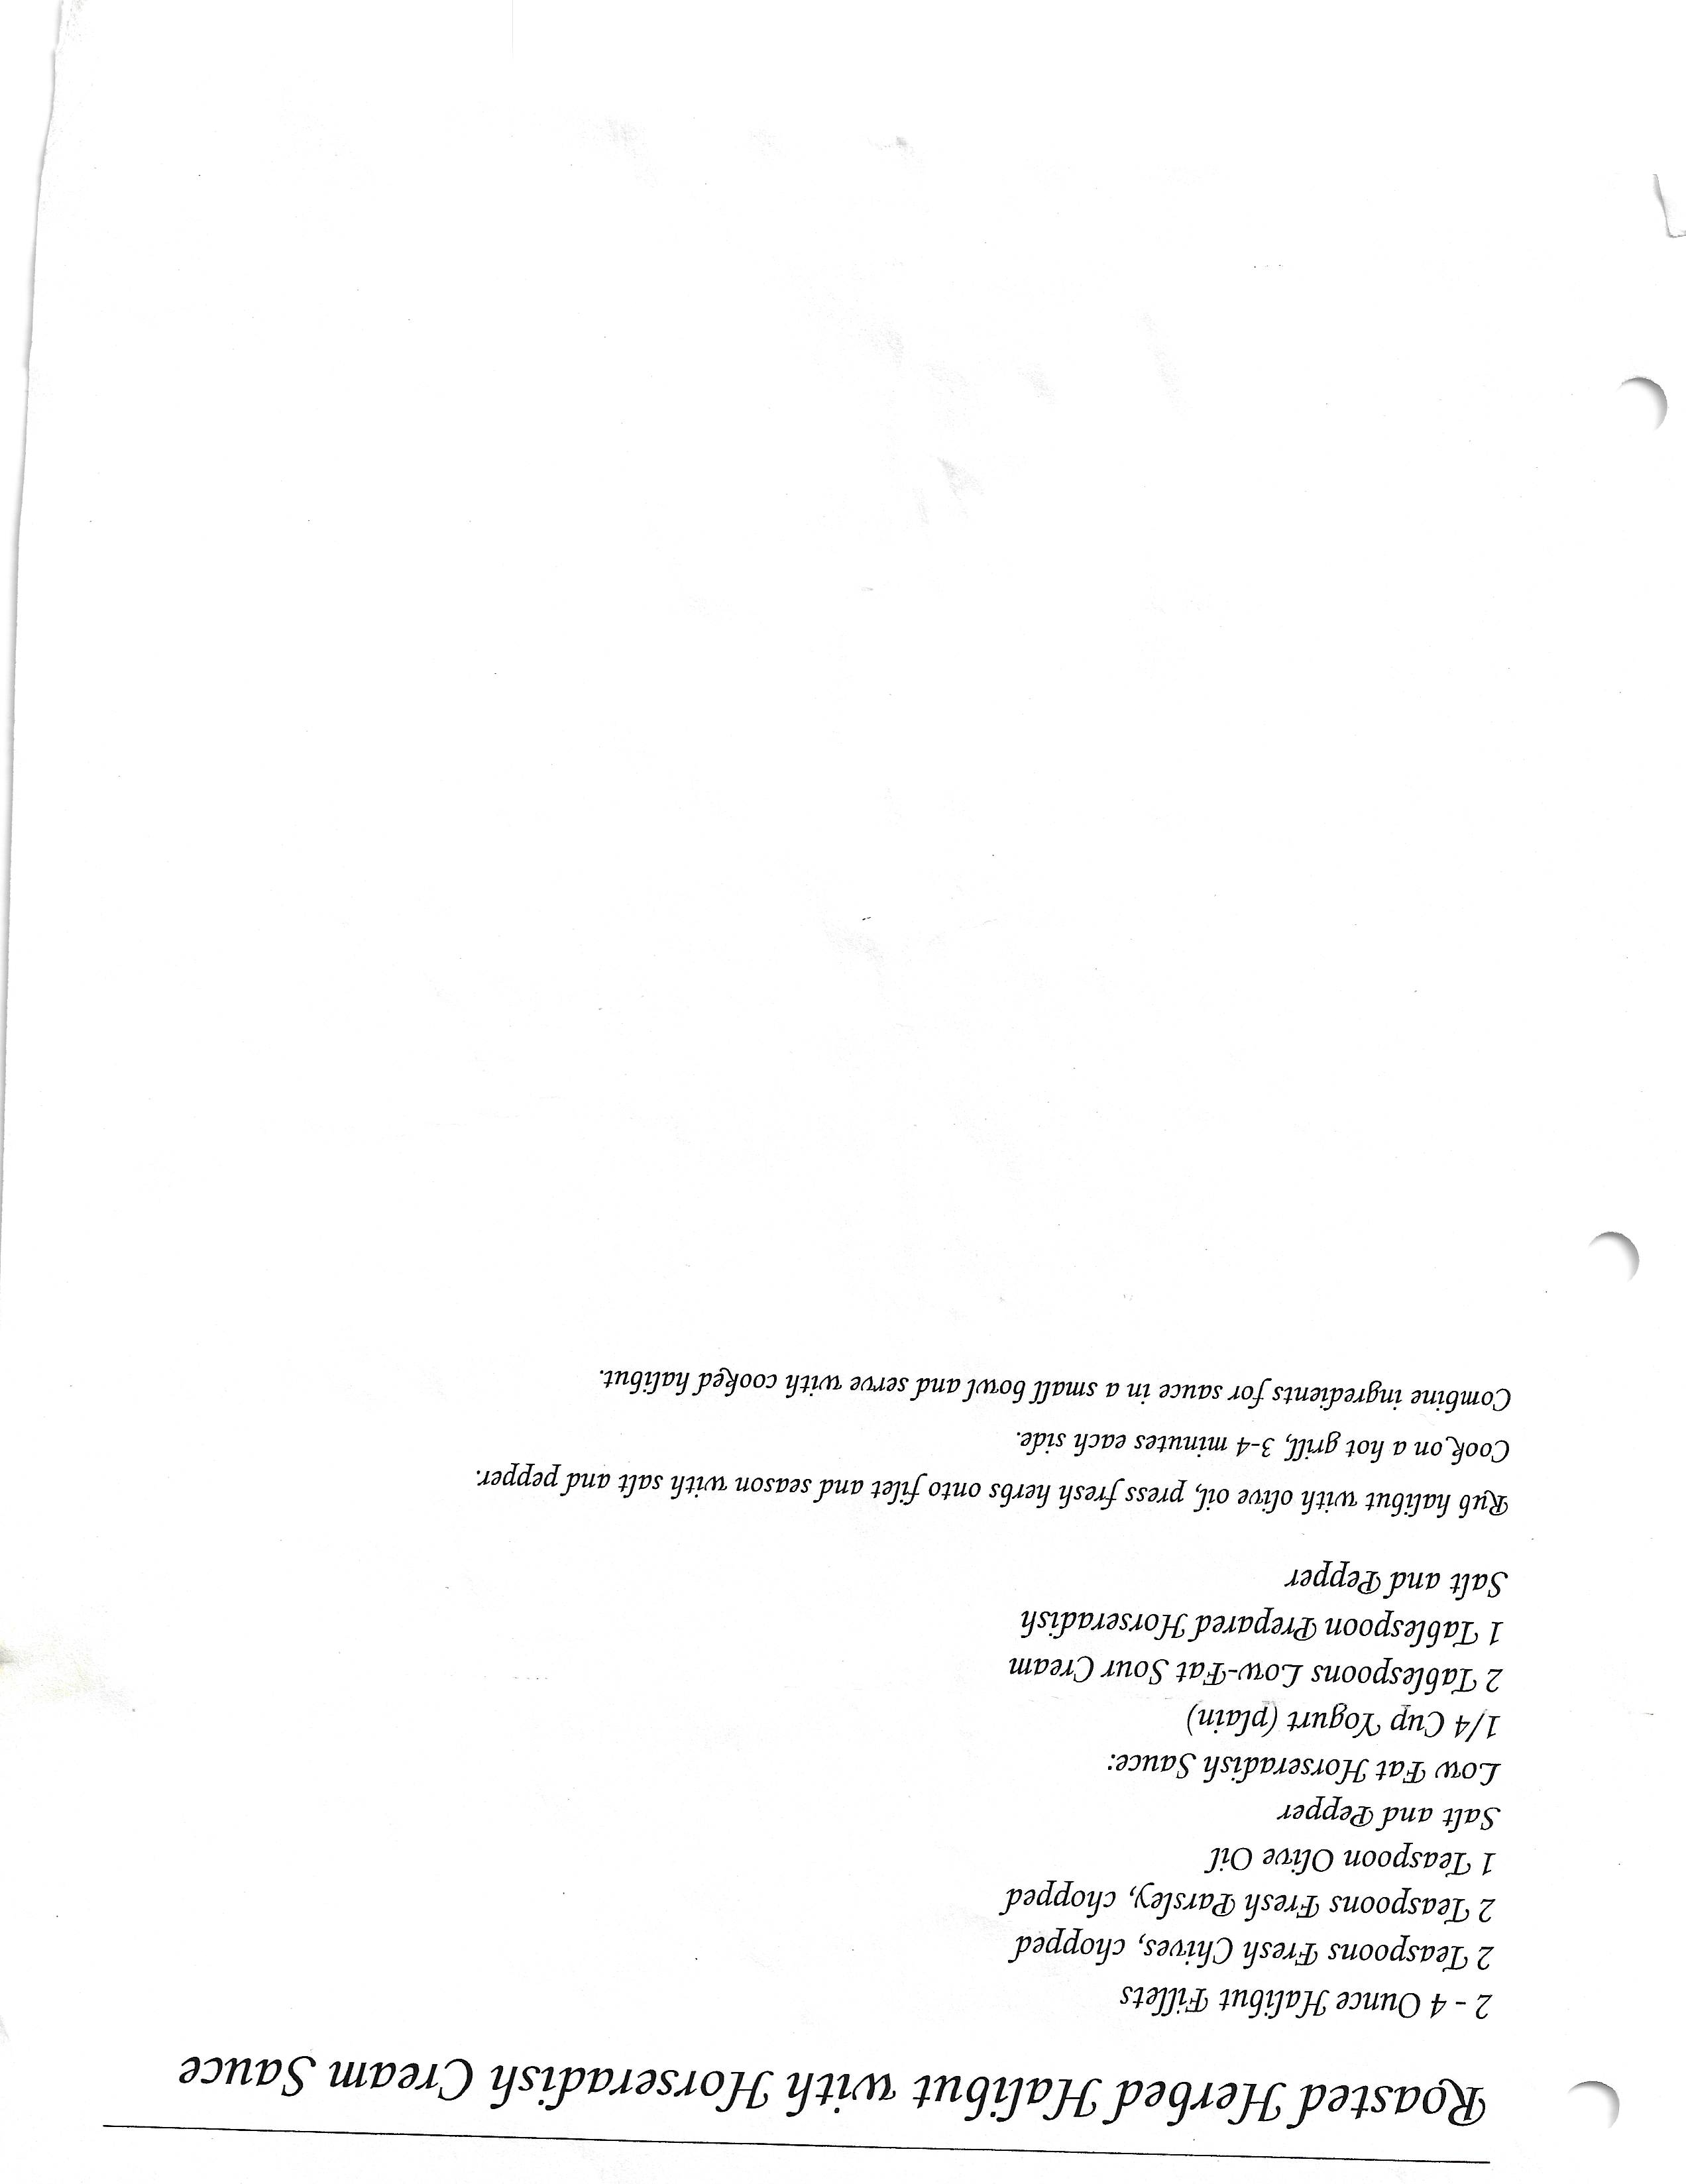 Roasted Herbed Halibut with Horseradish Cream Sauce
2 - 4 Ounce Halibut Fillets
2 Teaspoons Fresh Chives, chopped
2 Teaspoons Fresh Parsley, chopped
1 Teaspoon Olive Oil
Salt and Pepper
Low Fat Horseradish Sauce:
1/4 Cup Yogurt (plain)
2 Tablespoons Low-Fat Sour Cream
1 Tablespoon Prepared Horseradish
Salt and Pepper
Rub halibut with olive oil, press fresh herbs onto filet and season with salt and pepper.
Cook on a hot grill, 3-4 minutes each side.
Combine ingredients for sauce in a small bowl and serve with cooked halibut.